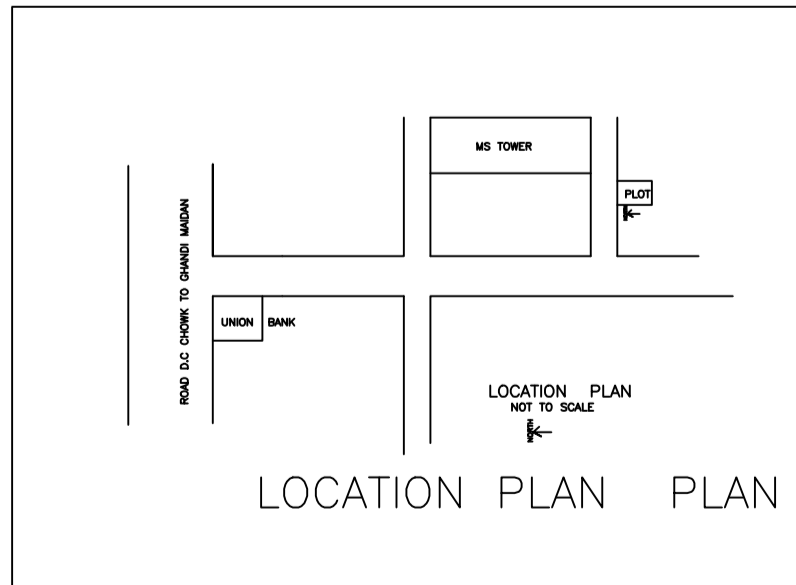 MS TOWER
PLOT
ROAD D.C CHOWK TO GHANDI MAIDAN
UNION BANK
LOCATION PLAN
NOT TO SCALE
NORTH
LOCATION PLAN PLAN